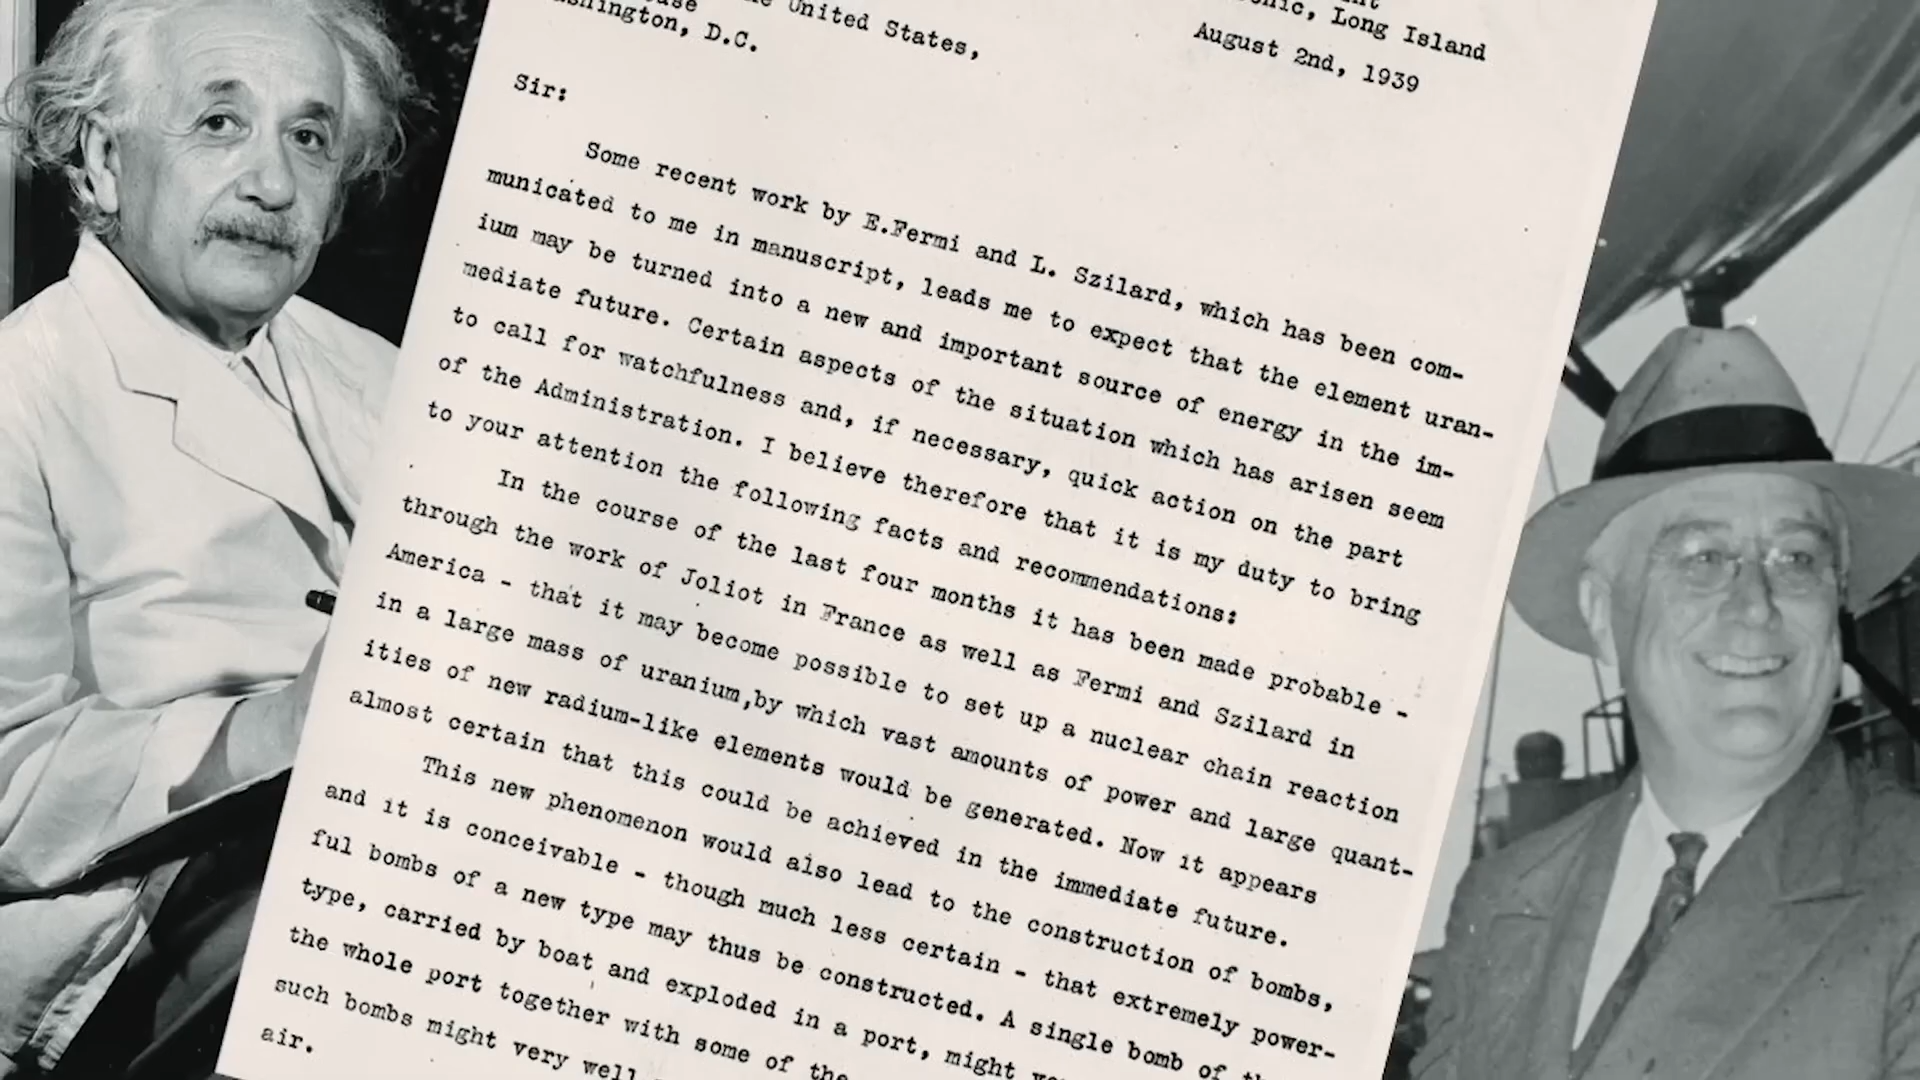 United States,
shington, D.C.
Long Island
August 2nd, 1939
Sir:
Some recent work by E.Fermi and L. Szilard, which has been com-
municated to me in manuscript, leads me to expect that the element uran-
ium may be turned into a new and important source of energy in the im-
mediate future. Certain aspects of the situation which has arisen seem
to call for watchfulness and, if necessary, quick action on the part
of the Administration. I believe therefore that it is my duty to bring
to your attention the following facts and recommendations:
In the course of the last four months it has been made probable -
through the work of Joliot in France as well as Fermi and Szilard in
America - that it may become possible to set up a nuclear chain reaction
in a large mass of uranium,by which vast amounts of power and large quant-
ities of new radium-like elements would be generated. Now it appears
almost certain that this could be achieved in the immediate future.
This new phenomenon would also lead to the construction of bombs,
and it is conceivable - though much less certain - that extremely power-
ful bombs of a new type may thus be constructed. A single bomb of
type, carried by boat and exploded in a port, might
the whole port together with some of the
such bombs might very well
air.